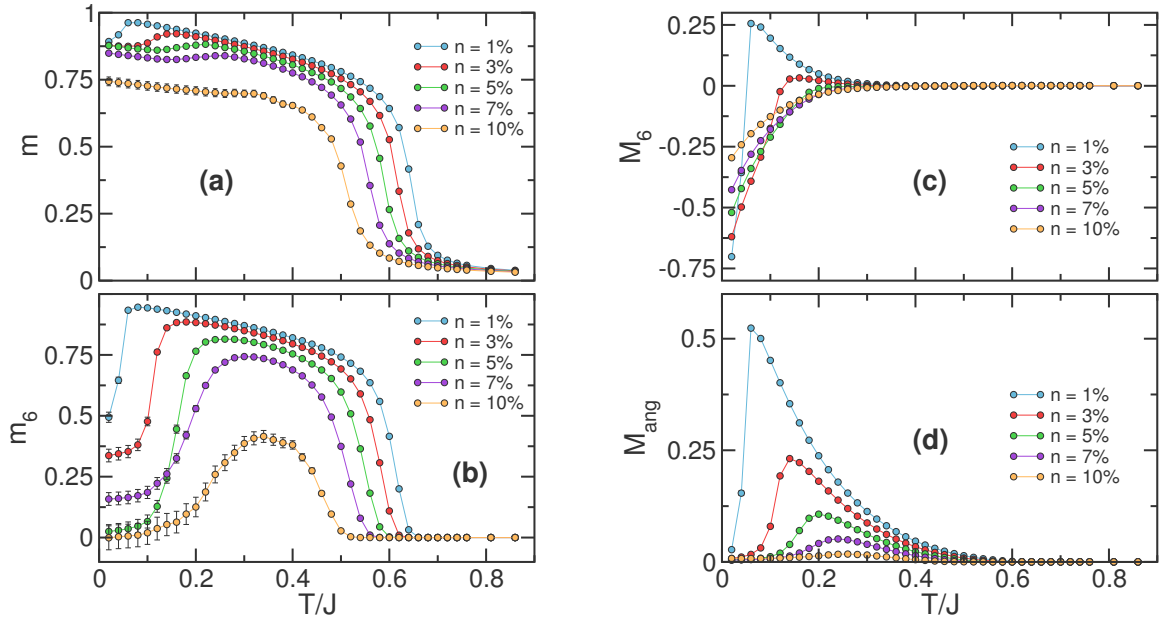 1
0.75
0.5
0.25
0
m
(a)
n = 1%
n = 3%
n = 5%
n = 7%
n = 10%
0.75
0.5
0.25
0
m6
(b)
n = 1%
n = 3%
n = 5%
n = 7%
n = 10%
0 0.2 0.4 0.6 0.8
T/J
0.25
0
-0.25
-0.5
-0.75
M6
(c)
n = 1%
n = 3%
n = 5%
n = 7%
n = 10%
0.5
0.25
0
Mang
(d)
n = 1%
n = 3%
n = 5%
n = 7%
n = 10%
0 0.2 0.4 0.6 0.8
T/J